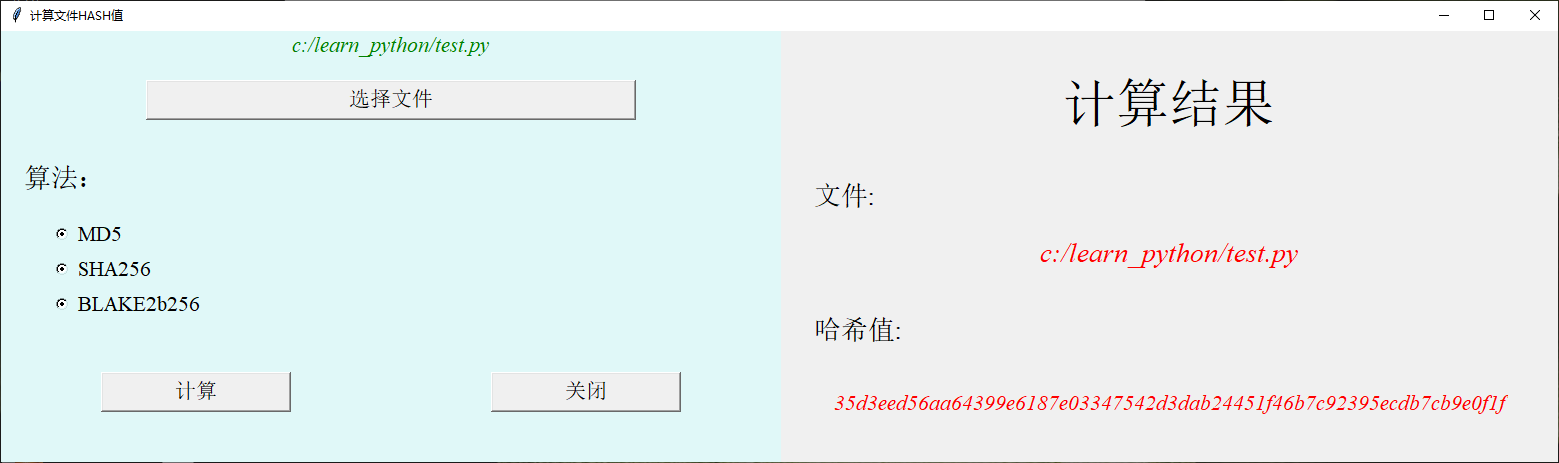 计算文件HASH值
c:/learn_python/test.py
选择文件
算法：
MD5
SHA256
BLAKE2b256
计算
关闭
计算结果
文件:
c:/learn_python/test.py
哈希值:
35d3eed56aa64399e6187e03347542d3dab24451f46b7c92395ecdb7cb9e0f1f